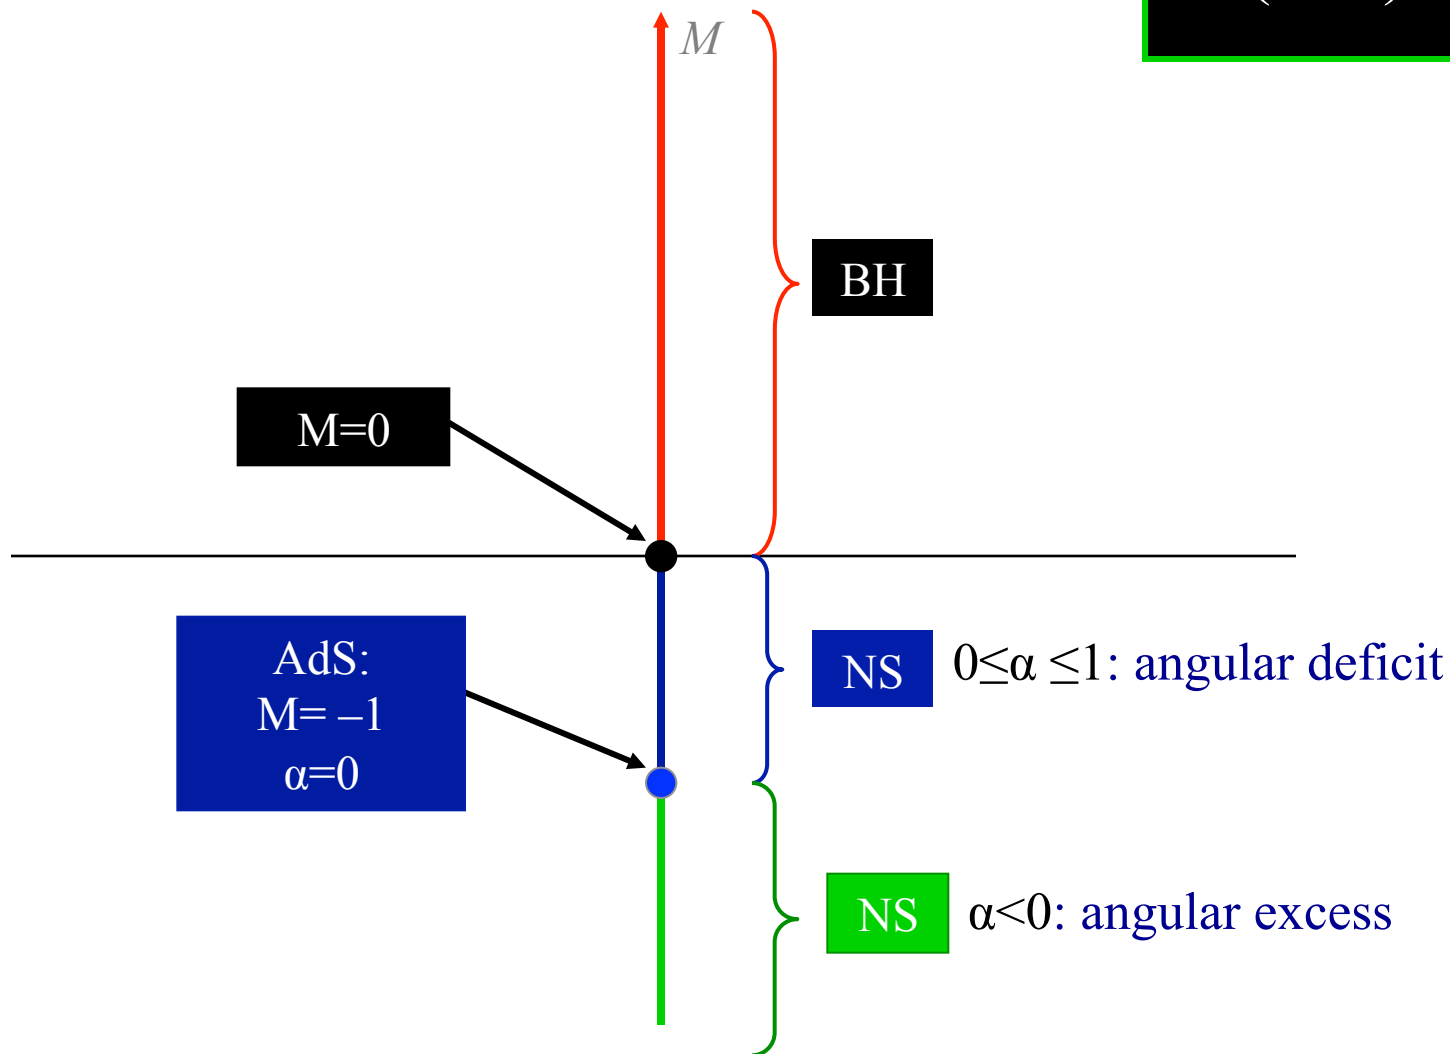 M
BH
M=0
AdS:
M= –1
α=0
NS 0≤α ≤1: angular deficit
NS α<0: angular excess